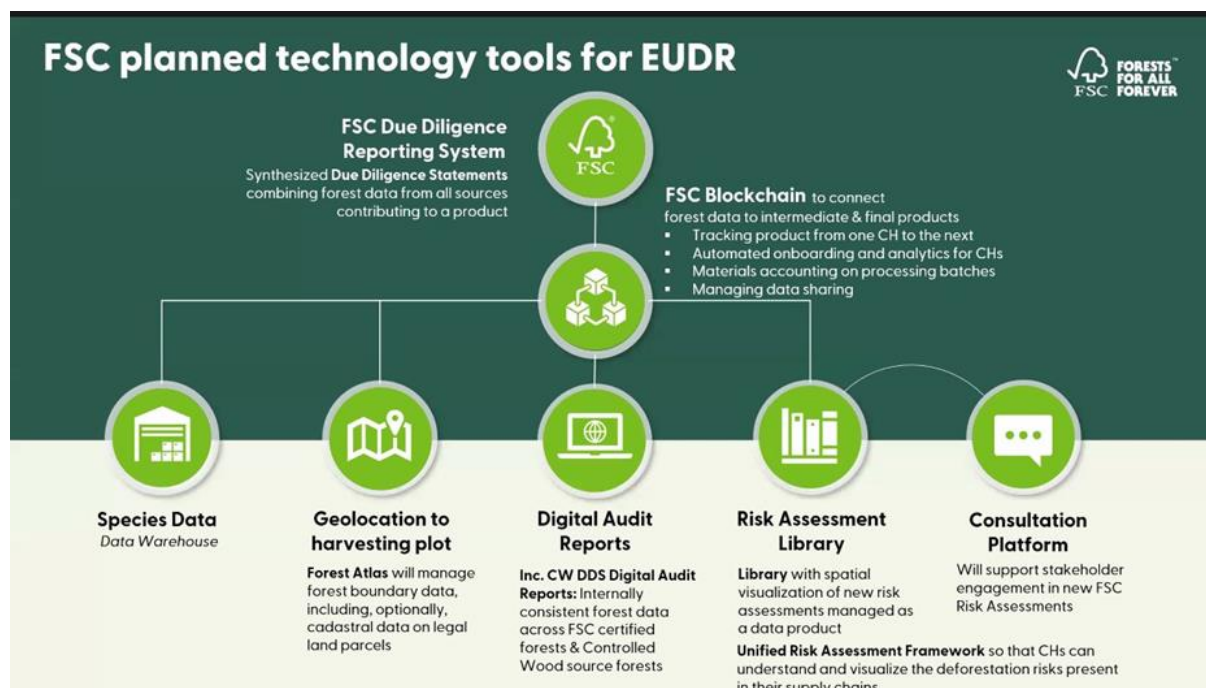 FSC planned technology tools for EUDR
FSC
FORESTS
FOR ALL
FOREVER™
FSC Due Diligence
Reporting System
Synthesized Due Diligence Statements
combining forest data from all sources
contributing to a product
FSC®
FSC Blockchain to connect
forest data to intermediate & final products
▪ Tracking product from one CH to the next
▪ Automated onboarding and analytics for CHs
▪ Materials accounting on processing batches
▪ Managing data sharing
Species Data
Data Warehouse
Geolocation to
harvesting plot
Forest Atlas will manage
forest boundary data,
including, optionally,
cadastral data on legal
land parcels
Digital Audit
Reports
Inc. CW DDS Digital Audit
Reports: Internally
consistent forest data
across FSC certified
forests & Controlled
Wood source forests
Risk Assessment
Library
Library with spatial
visualization of new risk
assessments managed as
a data product
Unified Risk Assessment Framework so that CHs can
understand and visualize the deforestation risks present
in their supply chains
Consultation
Platform
Will support stakeholder
engagement in new FSC
Risk Assessments